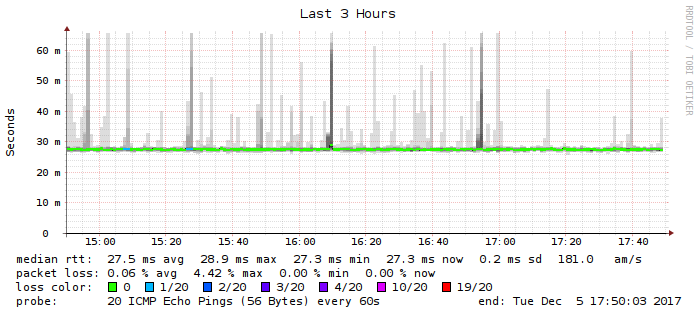 Last 3 Hours
RRDTOOL / TOBI OETIKER
Seconds
60 m
50 m
40 m
30 m
20 m
10 m
0
15:00 15:20 15:40 16:00 16:20 16:40 17:00 17:20 17:40
median rtt: 27.5 ms avg 28.9 ms max 27.3 ms min 27.3 ms now 0.2 ms sd 181.0 am/s
packet loss: 0.06 % avg 4.42 % max 0.00 % min 0.00 % now
loss color: 0 1/20 2/20 3/20 4/20 10/20 19/20
probe: 20 ICMP Echo Pings (56 Bytes) every 60s end: Tue Dec 5 17:50:03 2017